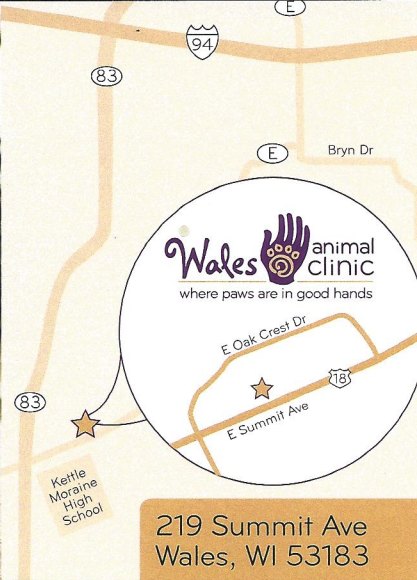 E
94
83
E
Bryn Dr
Wales animal
clinic
where paws are in good hands
E Oak Crest Dr
18
E Summit Ave
83
Kettle
Moraine
High
School
219 Summit Ave
Wales, WI 53183